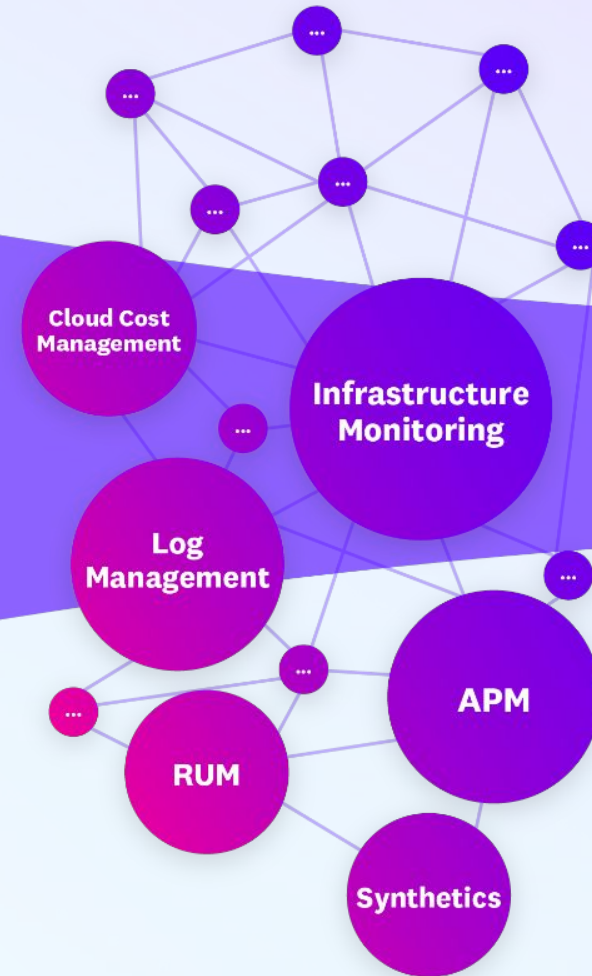 ...
...
...
...
...
...
Cloud Cost
Management
Infrastructure
Monitoring
...
Log
Management
...
...
APM
...
RUM
Synthetics